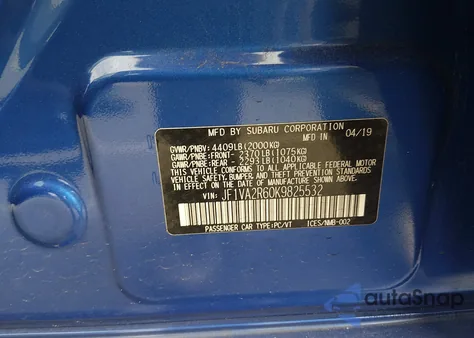 MFD BY SUBARU CORPORATION 04/19
GVWR/PNBV: 4409LB(2000KG)
GAWR/PNBE:FRONT- 2370LB(1075KG)
GAWR/PNBE:REAR - 2293LB(1040KG)
THIS VEHICLE CONFORMS TO ALL APPLICABLE FEDERAL MOTOR
VEHICLE SAFETY, BUMPER, AND THEFT PREVENTION STANDARDS
IN EFFECT ON THE DATE OF MANUFACTURE SHOWN ABOVE.
VIN: JF1VA2R60K9825532
PASSENGER CAR TYPE:PC/VT ICES/NMB-002
autoSnap